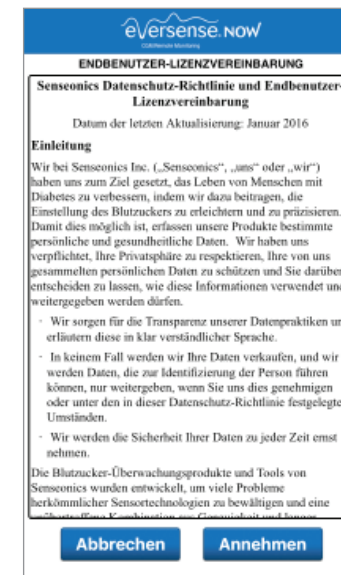 eversense NOW
CGM Remote Monitoring
ENDBENUTZER-LIZENZVEREINBARUNG
Senseonics Datenschutz-Richtlinie und Endbenutzer-
Lizenzvereinbarung
Datum der letzten Aktualisierung: Januar 2016
Einleitung
Wir bei Senseonics Inc. („Senseonics“, „uns“ oder „wir“)
haben uns zum Ziel gesetzt, das Leben von Menschen mit
Diabetes zu verbessern, indem wir dazu beitragen, die
Einstellung des Blutzuckers zu erleichtern und zu präzisieren.
Damit dies möglich ist, erfassen unsere Produkte bestimmte
persönliche und gesundheitliche Daten. Wir haben uns
verpflichtet, Ihre Privatsphäre zu respektieren, Ihre von uns
gesammelten persönlichen Daten zu schützen und Sie darüber
entscheiden zu lassen, wie diese Informationen verwendet und
weitergegeben werden dürfen.
· Wir sorgen für die Transparenz unserer Datenpraktiken un
erläutern diese in klar verständlicher Sprache.
· In keinem Fall werden wir Ihre Daten verkaufen, und wir
werden Daten, die zur Identifizierung der Person führen
können, nur weitergeben, wenn Sie uns dies genehmigen
oder unter den in dieser Datenschutz-Richtlinie festgelegte
Umständen.
· Wir werden die Sicherheit Ihrer Daten zu jeder Zeit ernst
nehmen.
Die Blutzucker-Überwachungsprodukte und Tools von
Senseonics wurden entwickelt, um viele Probleme
herkömmlicher Sensortechnologien zu bewältigen und eine
Abbrechen
Annehmen